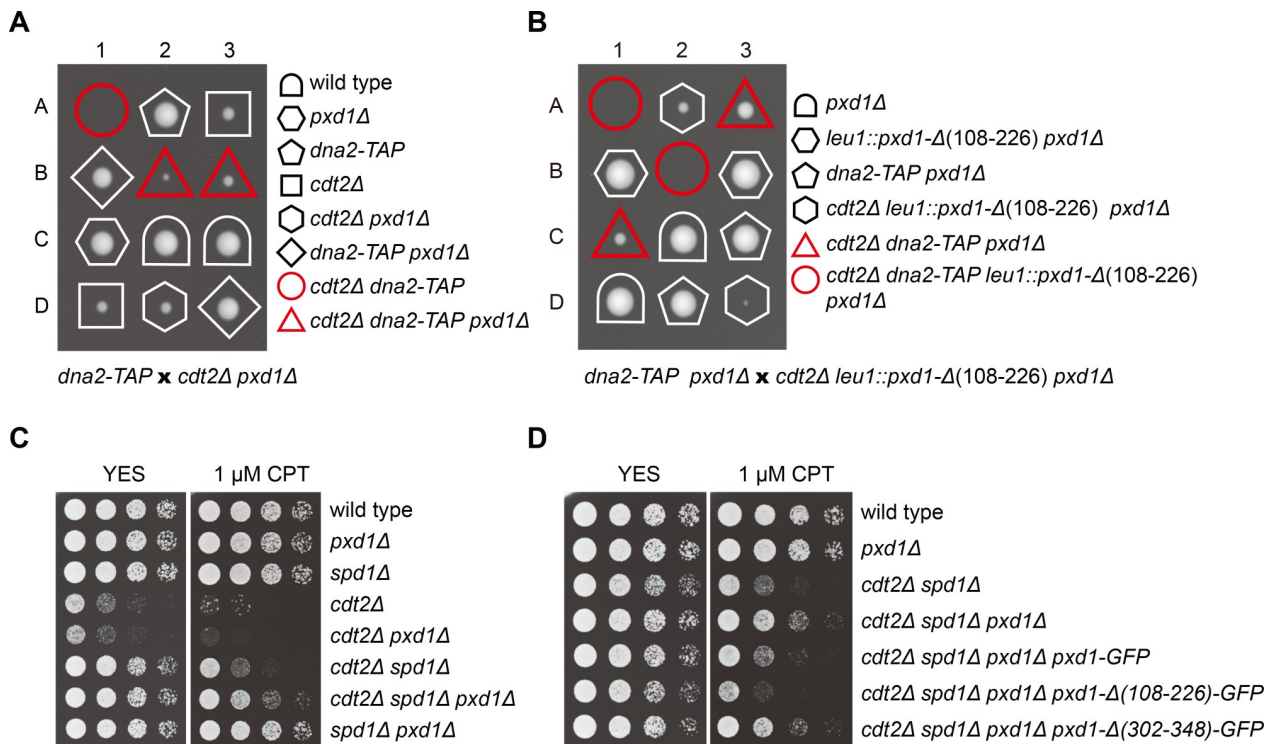 A
1 2 3
A
B
C
D
wild type
pxd1Δ
dna2-TAP
cdt2Δ
cdt2Δ pxd1Δ
dna2-TAP pxd1Δ
cdt2Δ dna2-TAP
cdt2Δ dna2-TAP pxd1Δ
dna2-TAP x cdt2Δ pxd1Δ
B
1 2 3
A
B
C
D
pxd1Δ
leu1::pxd1-Δ(108-226) pxd1Δ
dna2-TAP pxd1Δ
cdt2Δ leu1::pxd1-Δ(108-226) pxd1Δ
cdt2Δ dna2-TAP pxd1Δ
cdt2Δ dna2-TAP leu1::pxd1-Δ(108-226)
pxd1Δ
dna2-TAP pxd1Δ x cdt2Δ leu1::pxd1-Δ(108-226) pxd1Δ
C
YES 1 µM CPT
wild type
pxd1Δ
spd1Δ
cdt2Δ
cdt2Δ pxd1Δ
cdt2Δ spd1Δ
cdt2Δ spd1Δ pxd1Δ
spd1Δ pxd1Δ
D
YES 1 µM CPT
wild type
pxd1Δ
cdt2Δ spd1Δ
cdt2Δ spd1Δ pxd1Δ
cdt2Δ spd1Δ pxd1Δ pxd1-GFP
cdt2Δ spd1Δ pxd1Δ pxd1-Δ(108-226)-GFP
cdt2Δ spd1Δ pxd1Δ pxd1-Δ(302-348)-GFP